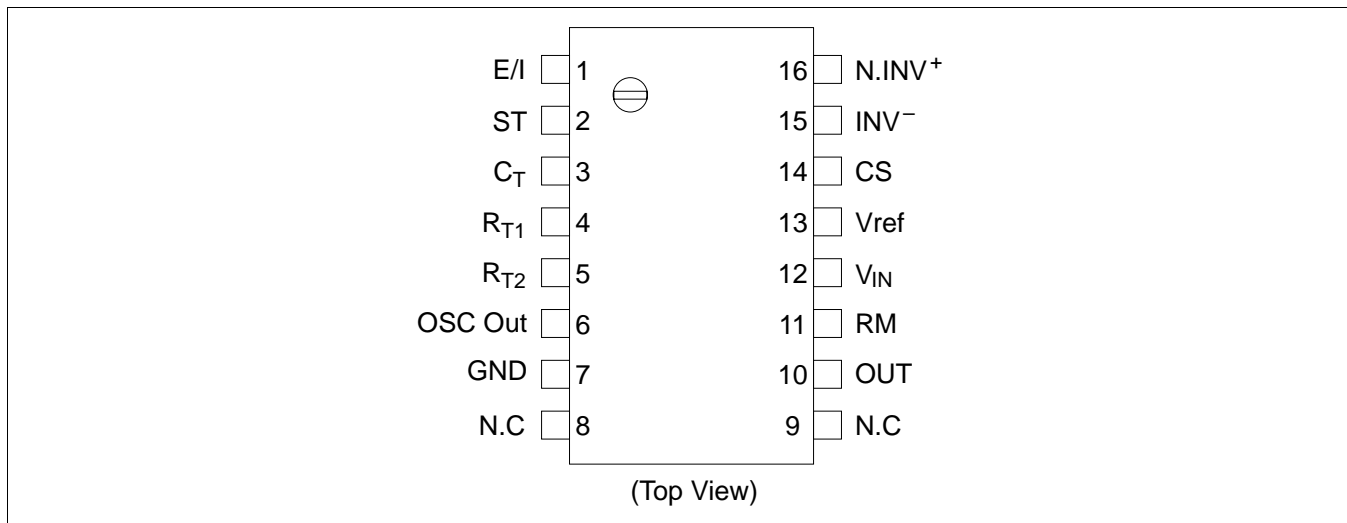 E/I 1 16 N.INV+
ST 2 15 INV−
CT 3 14 CS
RT1 4 13 Vref
RT2 5 12 VIN
OSC Out 6 11 RM
GND 7 10 OUT
N.C 8 9 N.C
(Top View)